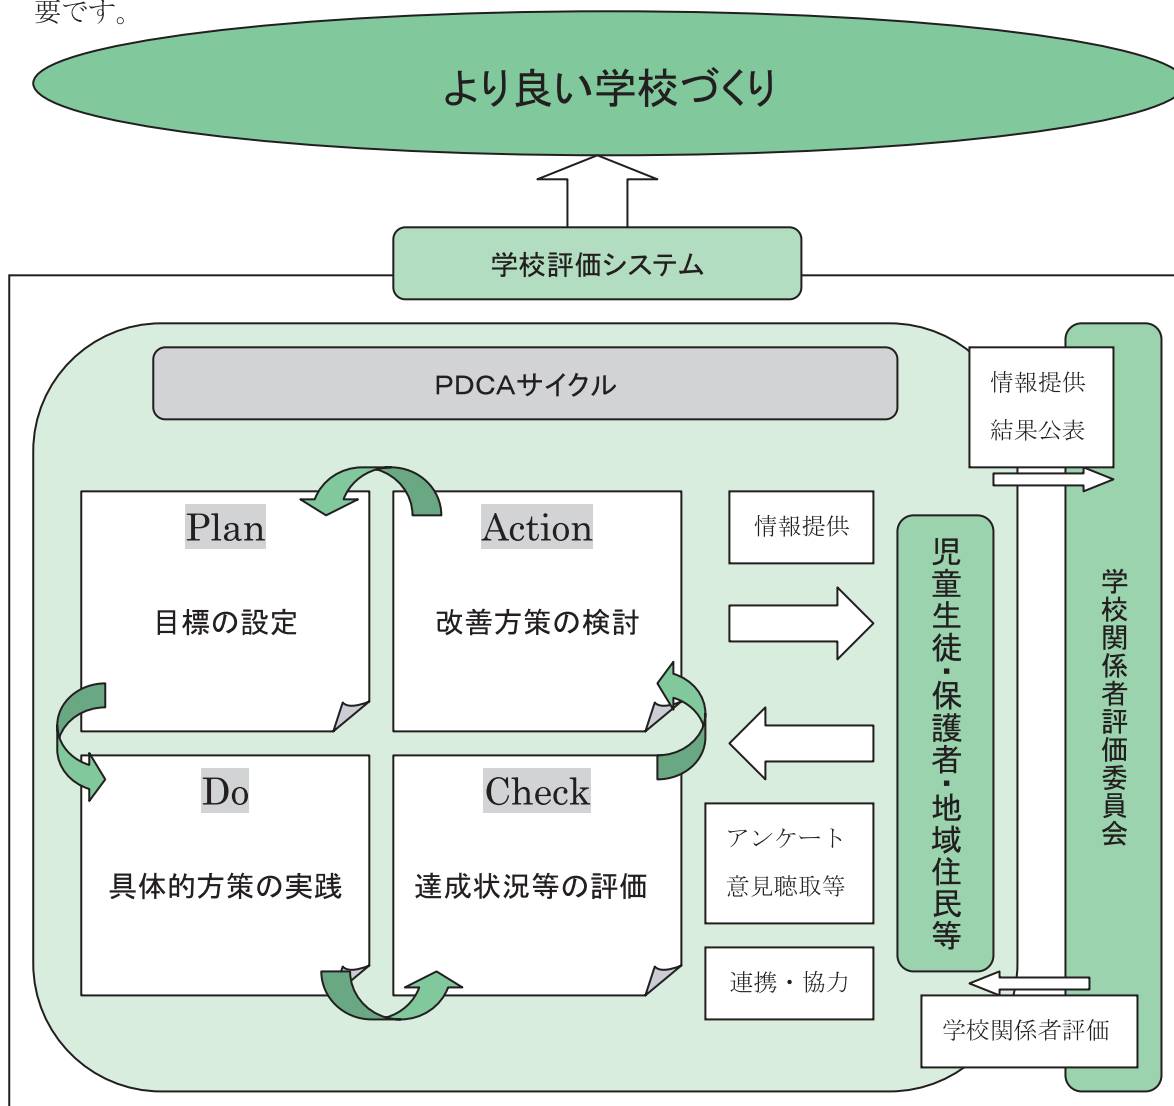 要です。
より良い学校づくり
学校評価システム
PDCAサイクル
情報提供
結果公表
Plan
目標の設定
Action
改善方策の検討
情報提供
Do
具体的方策の実践
Check
達成状況等の評価
アンケート
意見聴取等
連携・協力
児童生徒・保護者・地域住民等
学校関係者評価委員会
学校関係者評価